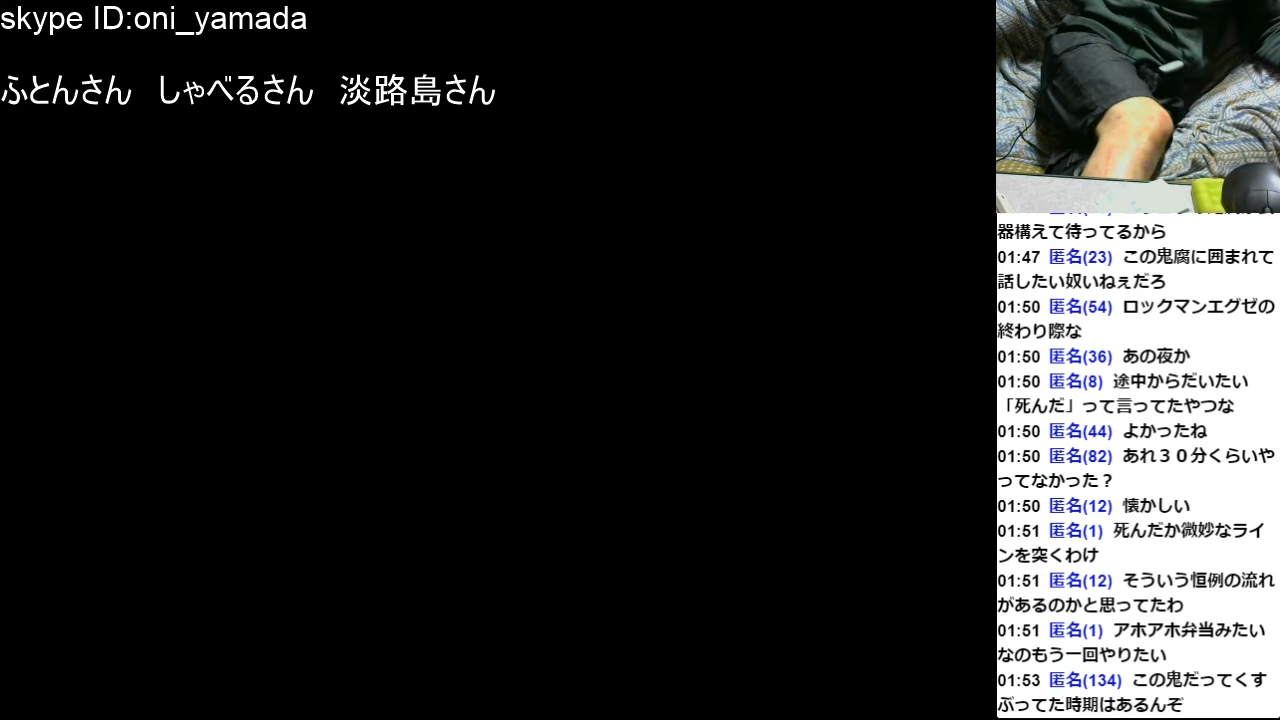 skype ID:oni_yamada
ふとんさん　しゃべるさん　淡路島さん
器構えて待ってるから
01:47 匿名(23) この鬼腐に囲まれて
話したい奴いねぇだろ
01:50 匿名(54) ロックマンエグゼの
終わり際な
01:50 匿名(36) あの夜か
01:50 匿名(8) 途中からだいたい
「死んだ」って言ってたやつな
01:50 匿名(44) よかったね
01:50 匿名(82) あれ３０分くらいや
ってなかった？
01:50 匿名(12) 懐かしい
01:51 匿名(1) 死んだか微妙なライ
ンを突くわけ
01:51 匿名(12) そういう恒例の流れ
があるのかと思ってたわ
01:51 匿名(1) アホアホ弁当みたい
なのもう一回やりたい
01:53 匿名(134) この鬼だってくす
ぶってた時期はあるんぞ